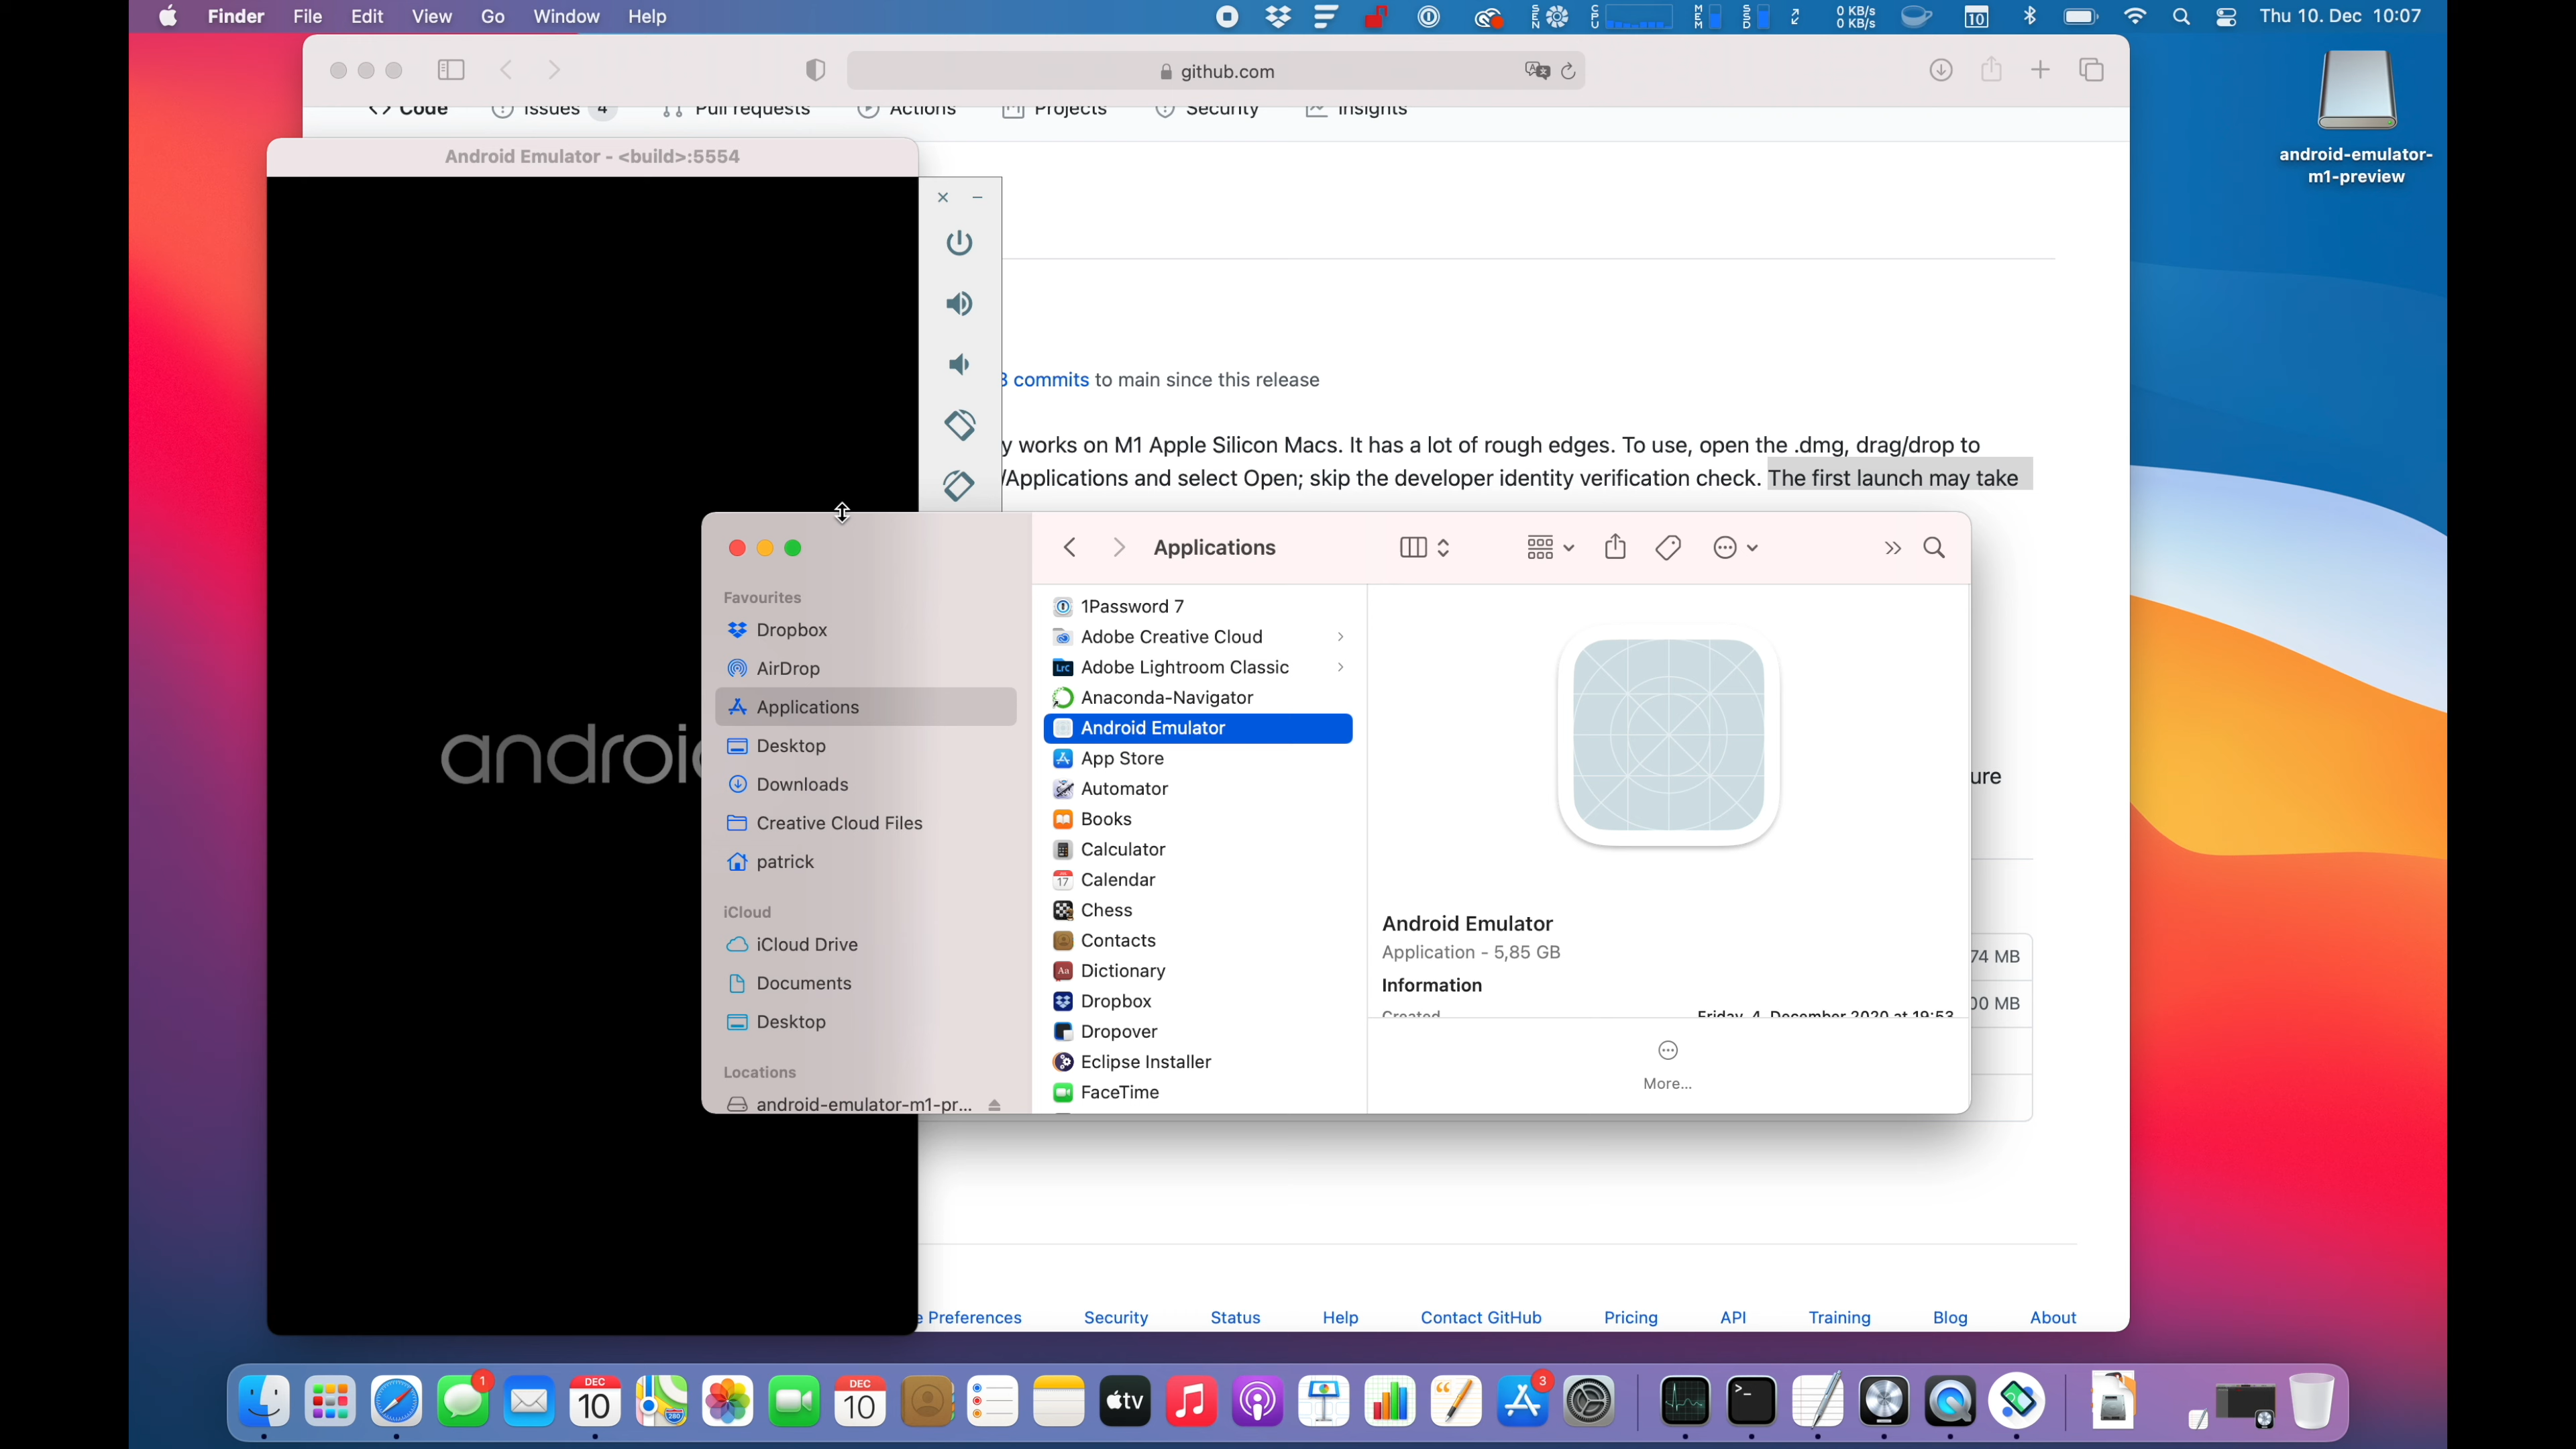 Finder File Edit View Go Window Help
SEN CPU MEM SSD 0 KB/s 0 KB/s 10 Thu 10. Dec 10:07
github.com
Code Issues 4 Pull requests Actions Projects Security Insights
Android Emulator - <build>:5554
android-emulator-
m1-preview
commits to main since this release
y works on M1 Apple Silicon Macs. It has a lot of rough edges. To use, open the .dmg, drag/drop to
/Applications and select Open; skip the developer identity verification check. The first launch may take
Applications
Favourites
Dropbox
AirDrop
Applications
Desktop
Downloads
Creative Cloud Files
patrick
iCloud
iCloud Drive
Documents
Desktop
Locations
android-emulator-m1-pr...
1Password 7
Adobe Creative Cloud
Adobe Lightroom Classic
Anaconda-Navigator
Android Emulator
App Store
Automator
Books
Calculator
Calendar
Chess
Contacts
Dictionary
Dropbox
Dropover
Eclipse Installer
FaceTime
Android Emulator
Application - 5,85 GB
Information
Created Friday, 4. December 2020 at 19:53
More...
ure
74 MB
00 MB
androi
e Preferences Security Status Help Contact GitHub Pricing API Training Blog About
1
DEC
10
DEC
10
tv
3